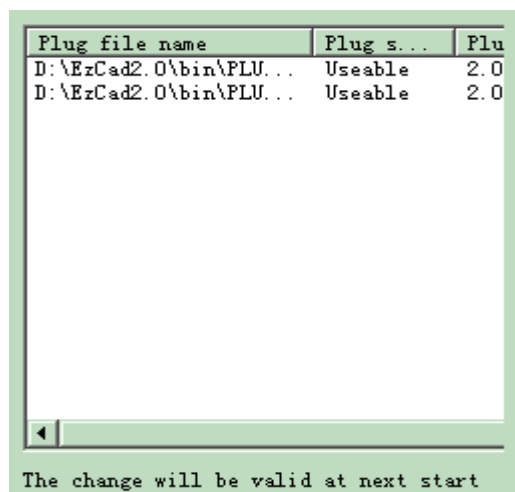 Plug file name Plug s... Plu
D:\EzCad2.0\bin\PLU... Useable 2.0
D:\EzCad2.0\bin\PLU... Useable 2.0
The change will be valid at next start